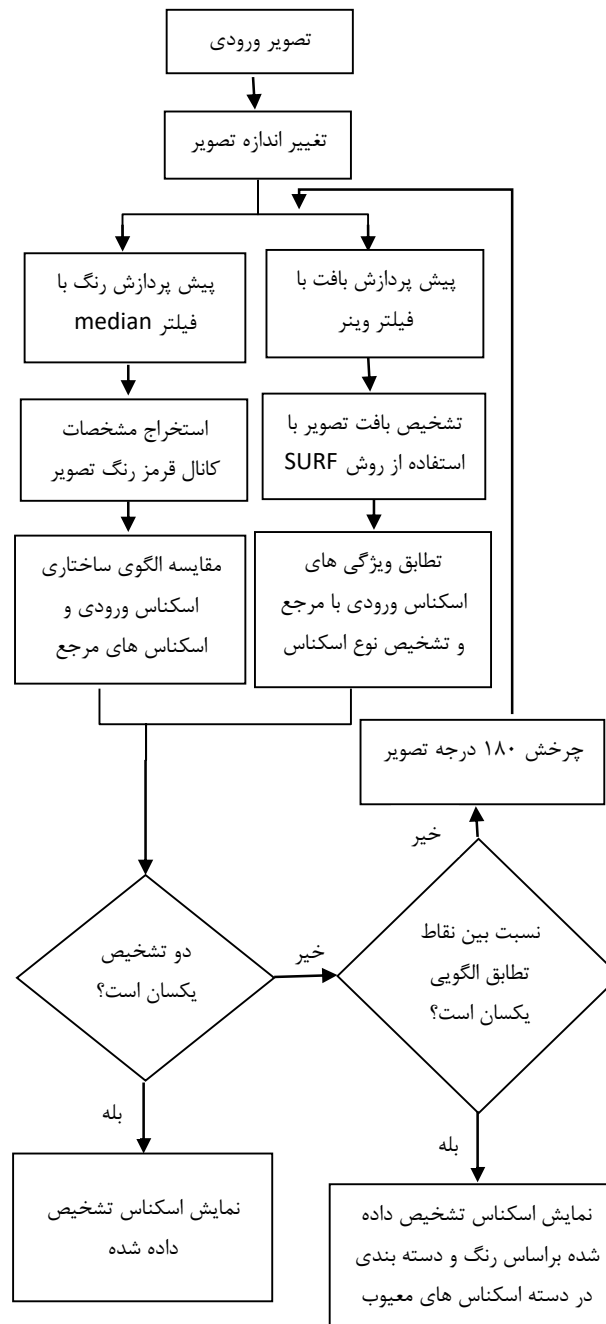 تصویر ورودی
تغییر اندازه تصویر
پیش پردازش رنگ با
فیلتر median
پیش پردازش بافت با
فیلتر وینر
استخراج مشخصات
کانال قرمز رنگ تصویر
تشخیص بافت تصویر با
استفاده از روش SURF
مقایسه الگوی ساختاری
اسکناس ورودی و
اسکناس های مرجع
تطابق ویژگی های
اسکناس ورودی با مرجع
و تشخیص نوع اسکناس
چرخش ۱۸۰ درجه تصویر
خیر
دو تشخیص
یکسان است؟
خیر
نسبت بین نقاط
تطابق الگویی
یکسان است؟
بله
بله
نمایش اسکناس تشخیص
داده شده
نمایش اسکناس تشخیص داده
شده براساس رنگ و دسته بندی
در دسته اسکناس های معیوب